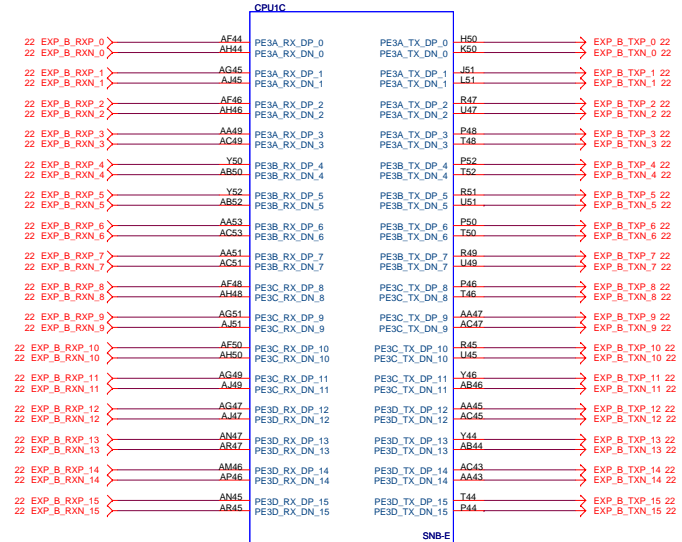 CPU1C
22 EXP_B_RXP_0 AF44 PE3A_RX_DP_0 PE3A_TX_DP_0 H50 EXP_B_TXP_0 22
22 EXP_B_RXN_0 AH44 PE3A_RX_DN_0 PE3A_TX_DN_0 K50 EXP_B_TXN_0 22
22 EXP_B_RXP_1 AG45 PE3A_RX_DP_1 PE3A_TX_DP_1 J51 EXP_B_TXP_1 22
22 EXP_B_RXN_1 AJ45 PE3A_RX_DN_1 PE3A_TX_DN_1 L51 EXP_B_TXN_1 22
22 EXP_B_RXP_2 AF46 PE3A_RX_DP_2 PE3A_TX_DP_2 R47 EXP_B_TXP_2 22
22 EXP_B_RXN_2 AH46 PE3A_RX_DN_2 PE3A_TX_DN_2 U47 EXP_B_TXN_2 22
22 EXP_B_RXP_3 AA49 PE3A_RX_DP_3 PE3A_TX_DP_3 P48 EXP_B_TXP_3 22
22 EXP_B_RXN_3 AC49 PE3A_RX_DN_3 PE3A_TX_DN_3 T48 EXP_B_TXN_3 22
22 EXP_B_RXP_4 Y50 PE3B_RX_DP_4 PE3B_TX_DP_4 P52 EXP_B_TXP_4 22
22 EXP_B_RXN_4 AB50 PE3B_RX_DN_4 PE3B_TX_DN_4 T52 EXP_B_TXN_4 22
22 EXP_B_RXP_5 Y52 PE3B_RX_DP_5 PE3B_TX_DP_5 R51 EXP_B_TXP_5 22
22 EXP_B_RXN_5 AB52 PE3B_RX_DN_5 PE3B_TX_DN_5 U51 EXP_B_TXN_5 22
22 EXP_B_RXP_6 AA53 PE3B_RX_DP_6 PE3B_TX_DP_6 P50 EXP_B_TXP_6 22
22 EXP_B_RXN_6 AC53 PE3B_RX_DN_6 PE3B_TX_DN_6 T50 EXP_B_TXN_6 22
22 EXP_B_RXP_7 AA51 PE3B_RX_DP_7 PE3B_TX_DP_7 R49 EXP_B_TXP_7 22
22 EXP_B_RXN_7 AC51 PE3B_RX_DN_7 PE3B_TX_DN_7 U49 EXP_B_TXN_7 22
22 EXP_B_RXP_8 AF48 PE3C_RX_DP_8 PE3C_TX_DP_8 P46 EXP_B_TXP_8 22
22 EXP_B_RXN_8 AH48 PE3C_RX_DN_8 PE3C_TX_DN_8 T46 EXP_B_TXN_8 22
22 EXP_B_RXP_9 AG51 PE3C_RX_DP_9 PE3C_TX_DP_9 AA47 EXP_B_TXP_9 22
22 EXP_B_RXN_9 AJ51 PE3C_RX_DN_9 PE3C_TX_DN_9 AC47 EXP_B_TXN_9 22
22 EXP_B_RXP_10 AF50 PE3C_RX_DP_10 PE3C_TX_DP_10 R45 EXP_B_TXP_10 22
22 EXP_B_RXN_10 AH50 PE3C_RX_DN_10 PE3C_TX_DN_10 U45 EXP_B_TXN_10 22
22 EXP_B_RXP_11 AG49 PE3C_RX_DP_11 PE3C_TX_DP_11 Y46 EXP_B_TXP_11 22
22 EXP_B_RXN_11 AJ49 PE3C_RX_DN_11 PE3C_TX_DN_11 AB46 EXP_B_TXN_11 22
22 EXP_B_RXP_12 AG47 PE3D_RX_DP_12 PE3D_TX_DP_12 AA45 EXP_B_TXP_12 22
22 EXP_B_RXN_12 AJ47 PE3D_RX_DN_12 PE3D_TX_DN_12 AC45 EXP_B_TXN_12 22
22 EXP_B_RXP_13 AN47 PE3D_RX_DP_13 PE3D_TX_DP_13 Y44 EXP_B_TXP_13 22
22 EXP_B_RXN_13 AR47 PE3D_RX_DN_13 PE3D_TX_DN_13 AB44 EXP_B_TXN_13 22
22 EXP_B_RXP_14 AM46 PE3D_RX_DP_14 PE3D_TX_DP_14 AC43 EXP_B_TXP_14 22
22 EXP_B_RXN_14 AP46 PE3D_RX_DN_14 PE3D_TX_DN_14 AA43 EXP_B_TXN_14 22
22 EXP_B_RXP_15 AN45 PE3D_RX_DP_15 PE3D_TX_DP_15 T44 EXP_B_TXP_15 22
22 EXP_B_RXN_15 AR45 PE3D_RX_DN_15 PE3D_TX_DN_15 P44 EXP_B_TXN_15 22
SNB-E